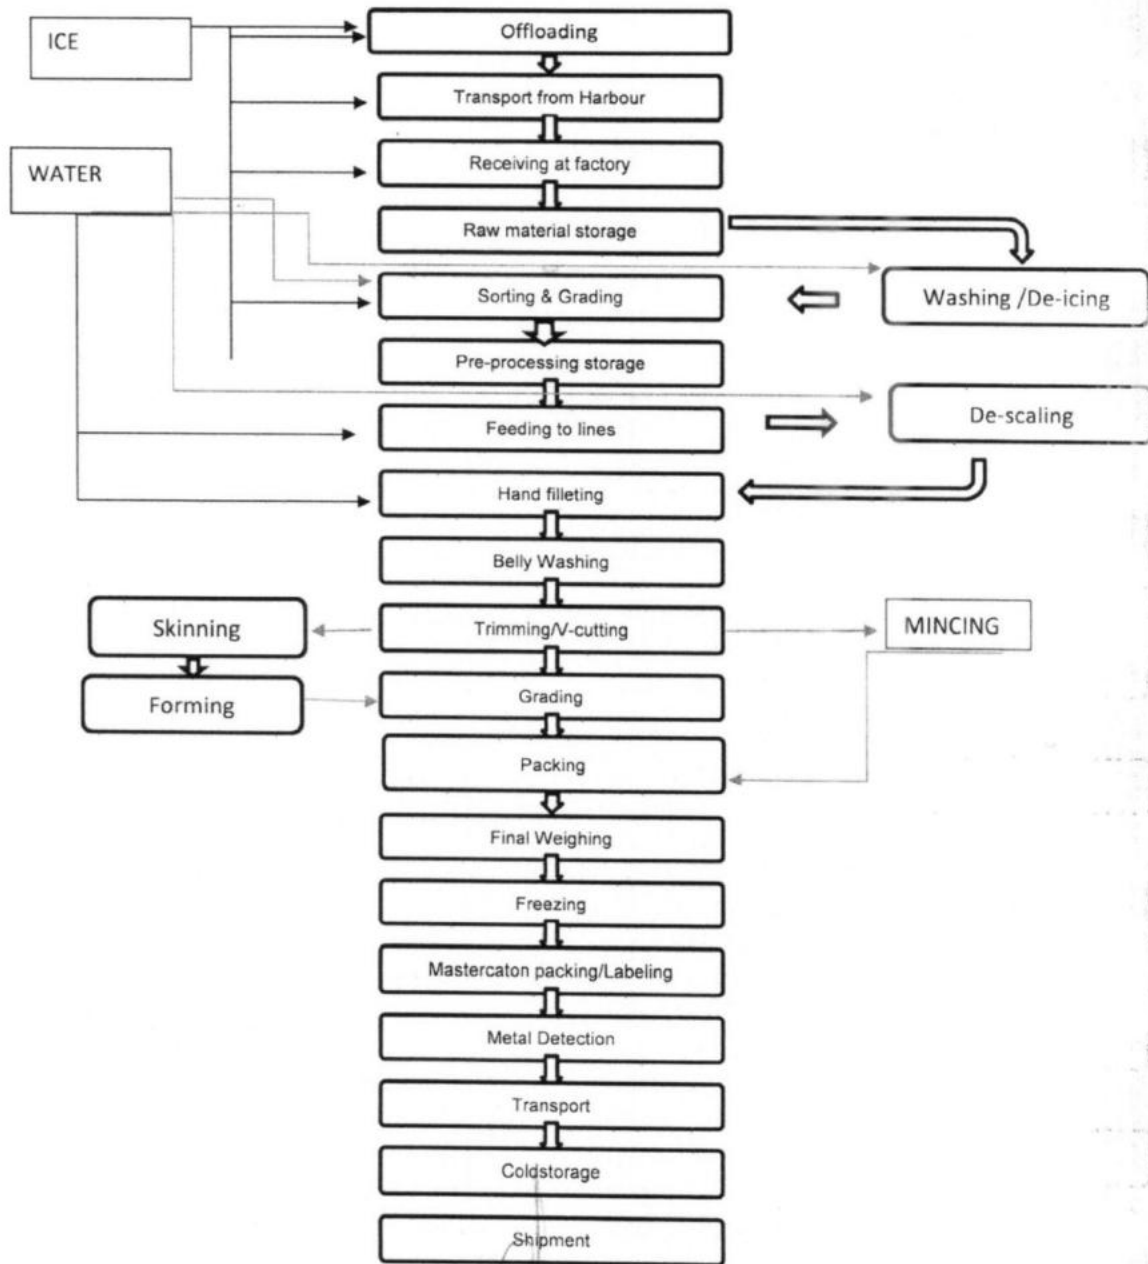 ICE
Offloading
Transport from Harbour
Receiving at factory
WATER
Raw material storage
Sorting & Grading
Washing /De-icing
Pre-processing storage
Feeding to lines
De-scaling
Hand filleting
Belly Washing
Skinning
Trimming/V-cutting
MINCING
Forming
Grading
Packing
Final Weighing
Freezing
Mastercaton packing/Labeling
Metal Detection
Transport
Coldstorage
Shipment